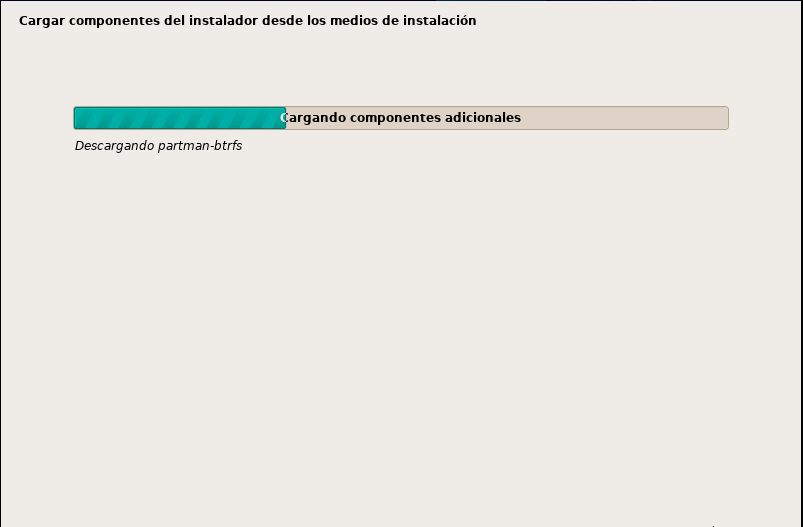 Cargar componentes del instalador desde los medios de instalación
Cargando componentes adicionales
Descargando partman-btrfs